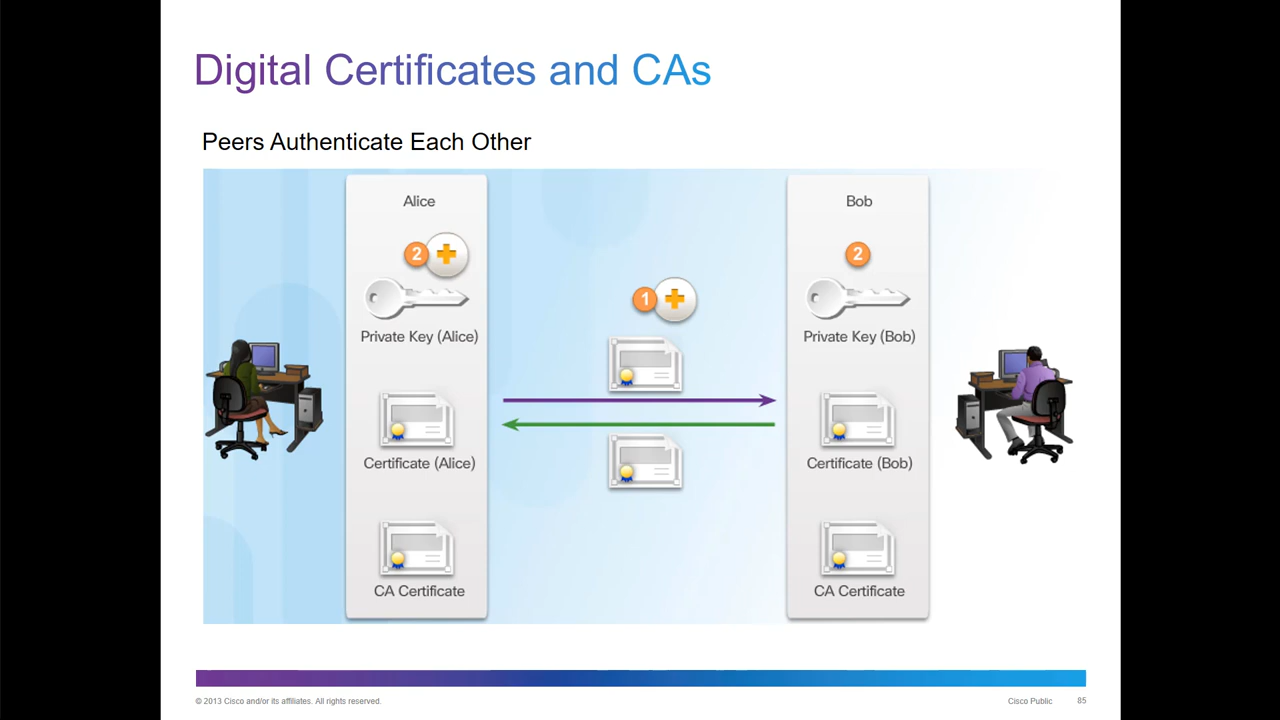 Digital Certificates and CAs
Peers Authenticate Each Other
Alice
2
Private Key (Alice)
Certificate (Alice)
CA Certificate
1
Bob
2
Private Key (Bob)
Certificate (Bob)
CA Certificate
© 2013 Cisco and/or its affiliates. All rights reserved.
Cisco Public
85